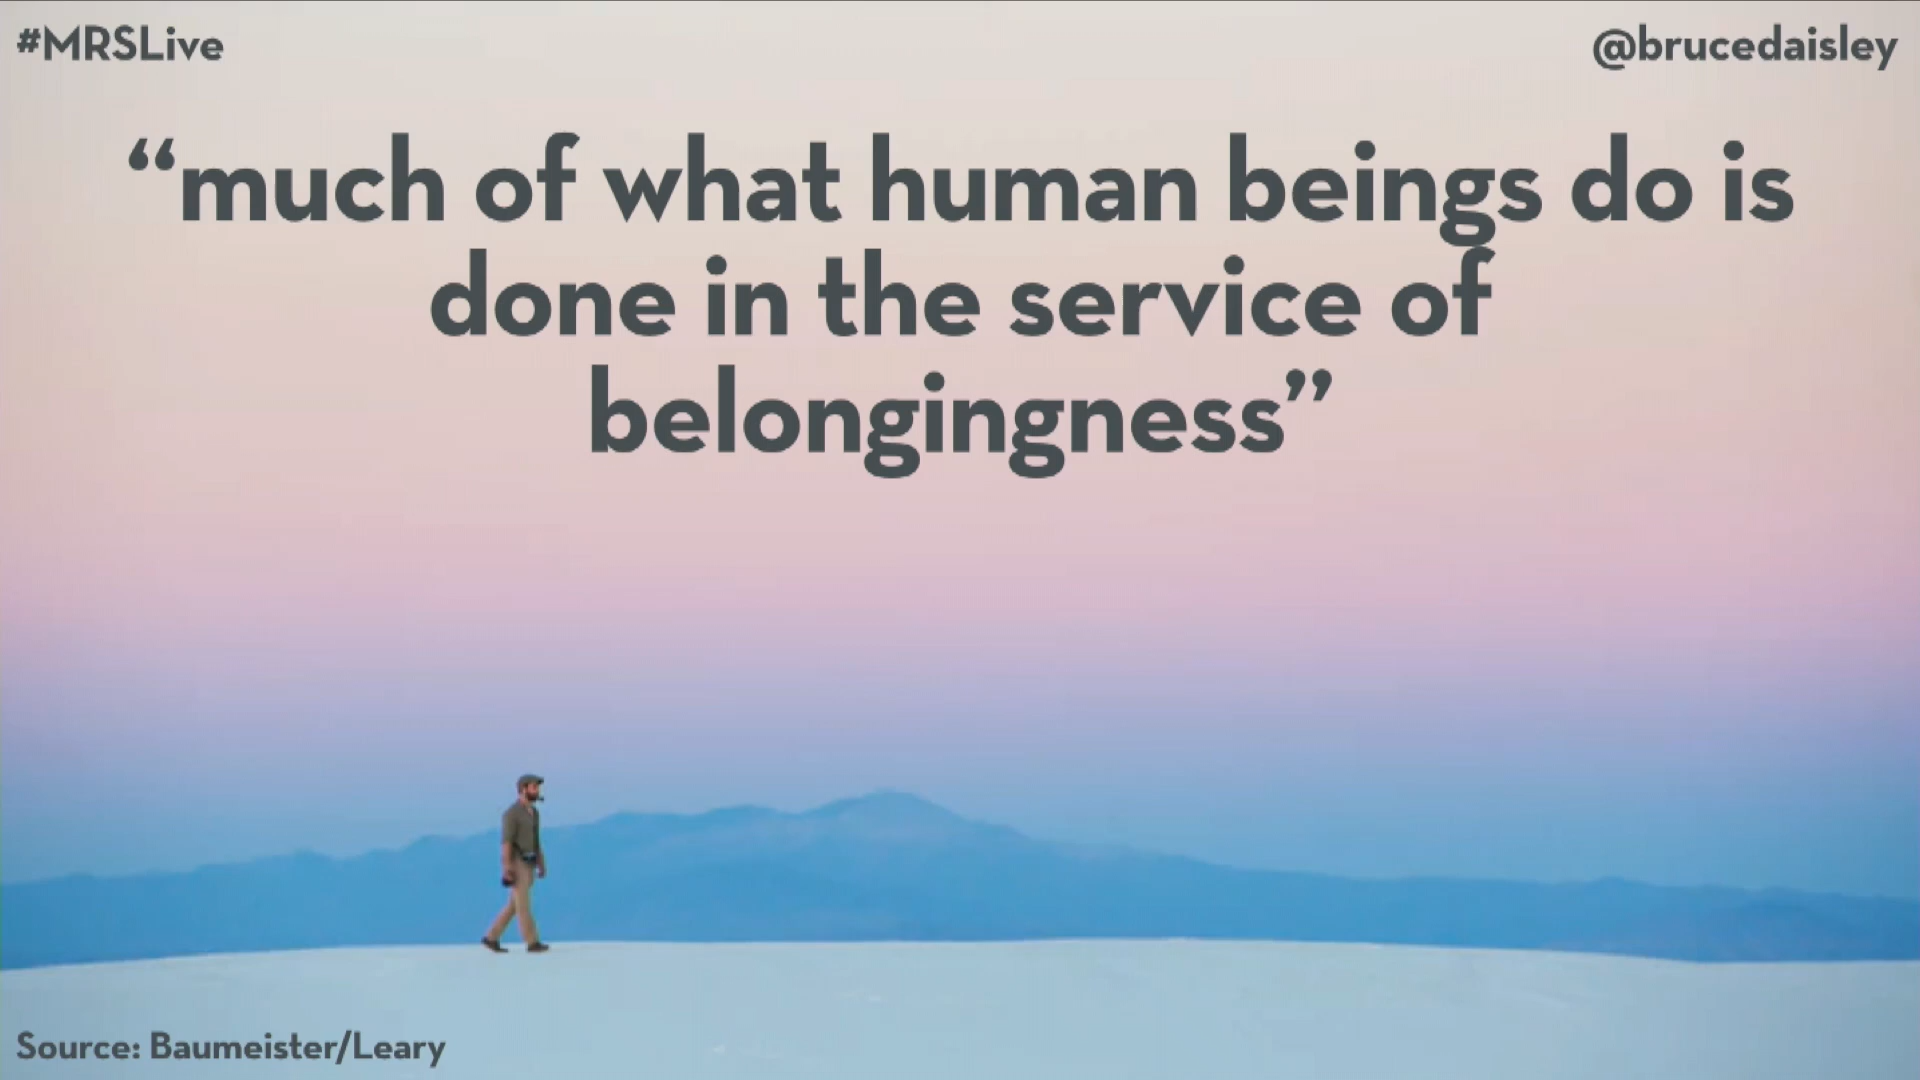 #MRSLive
@brucedaisley
“much of what human beings do is
done in the service of
belongingness”
Source: Baumeister/Leary